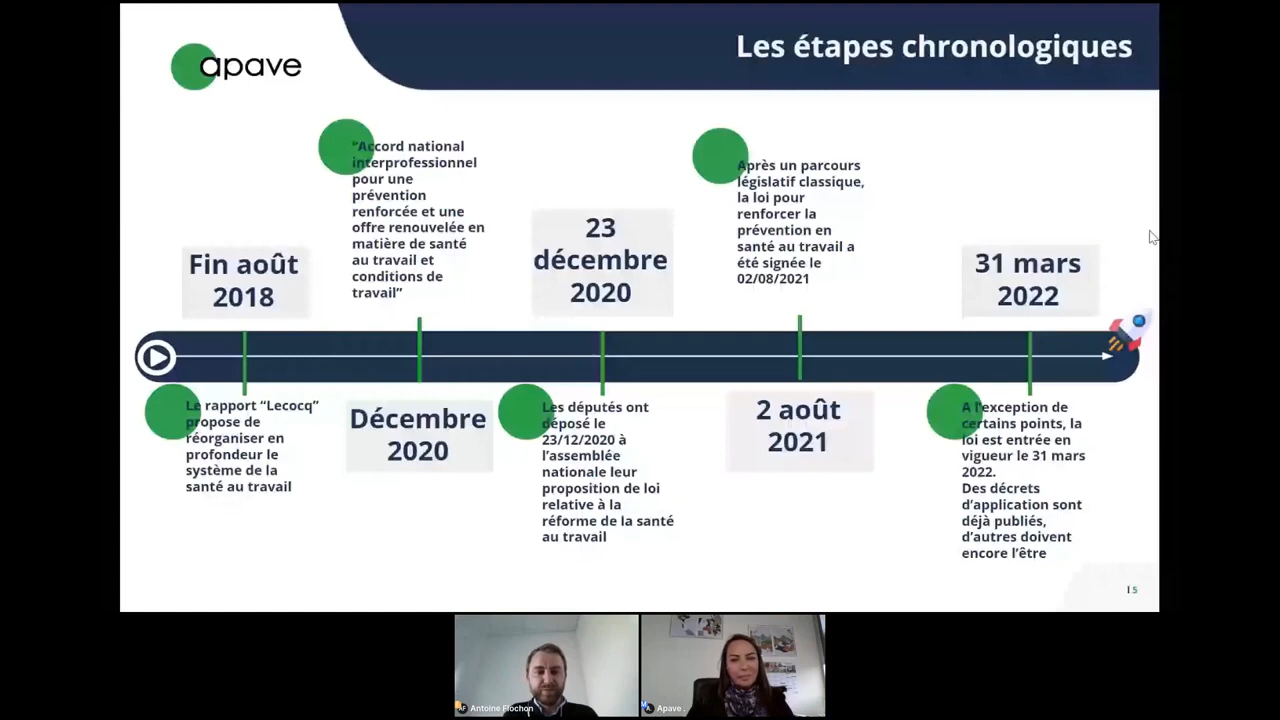 Les étapes chronologiques
apave
"Accord national
interprofessionnel
pour une
prévention
renforcée et une
offre renouvelée en
matière de santé
au travail et
conditions de
travail"
Après un parcours
législatif classique,
la loi pour
renforcer la
prévention en
santé au travail a
été signée le
02/08/2021
Fin août
2018
23
décembre
2020
31 mars
2022
Le rapport "Lecocq"
propose de
réorganiser en
profondeur le
système de la
santé au travail
Décembre
2020
Les députés ont
déposé le
23/12/2020 à
l'assemblée
nationale leur
proposition de loi
relative à la
réforme de la santé
au travail
2 août
2021
A l'exception de
certains points, la
loi est entrée en
vigueur le 31 mars
2022.
Des décrets
d'application sont
déjà publiés,
d'autres doivent
encore l'être
I 5
AF Antoine Flochon
A. Apave .